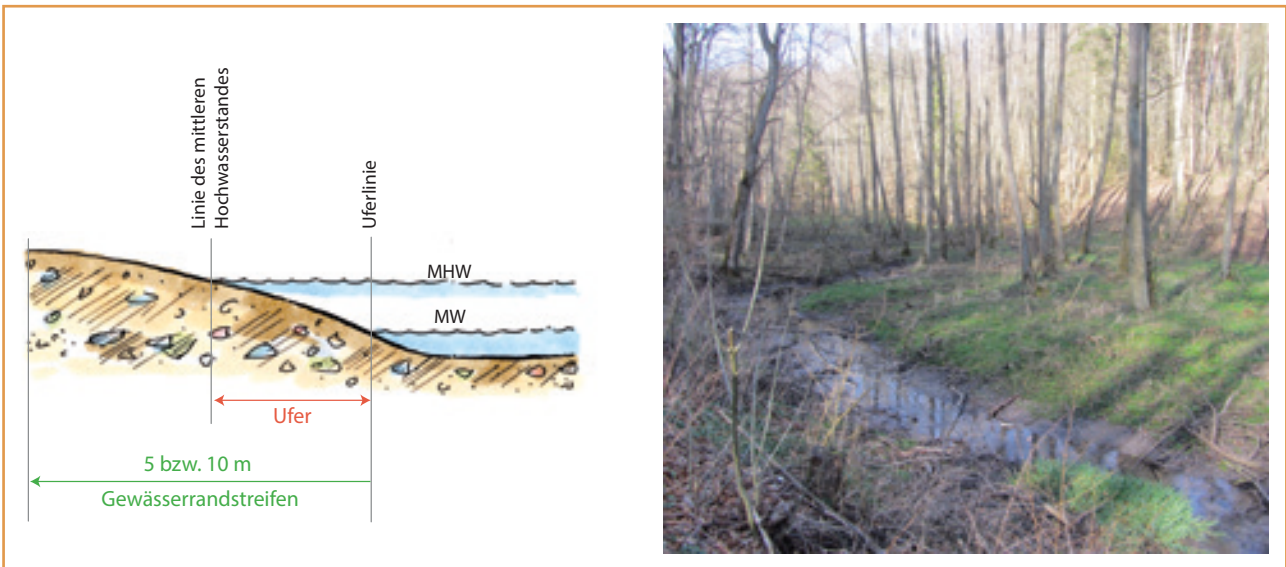 Linie des mittleren
Hochwasserstandes
Uferlinie
MHW
MW
Ufer
5 bzw. 10 m
Gewässerrandstreifen